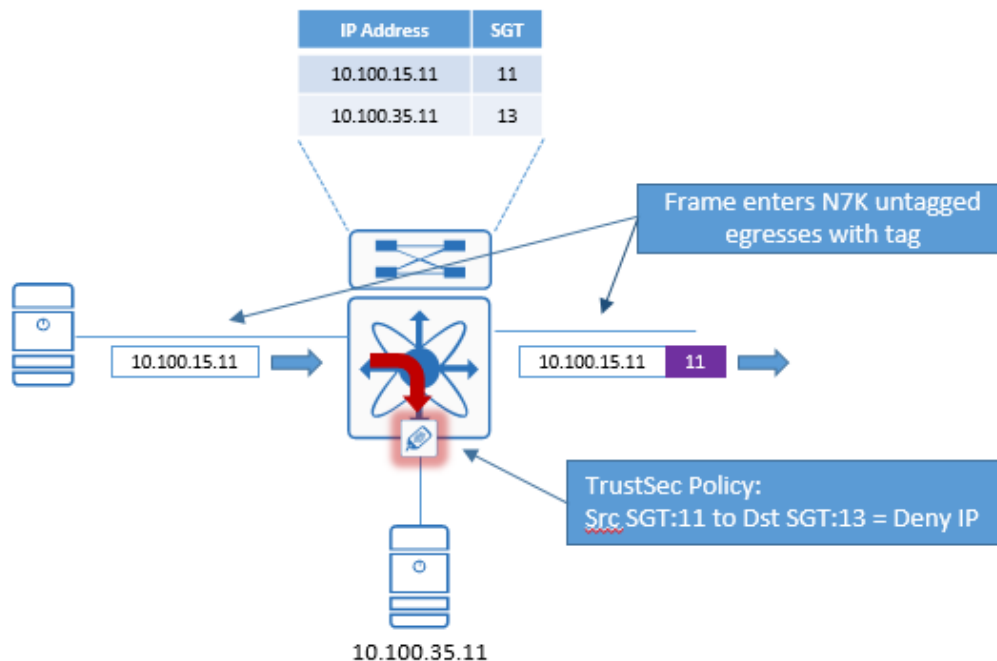 IP Address SGT
10.100.15.11 11
10.100.35.11 13
Frame enters N7K untagged
egresses with tag
10.100.15.11
10.100.15.11 11
TrustSec Policy:
Src SGT:11 to Dst SGT:13 = Deny IP
10.100.35.11